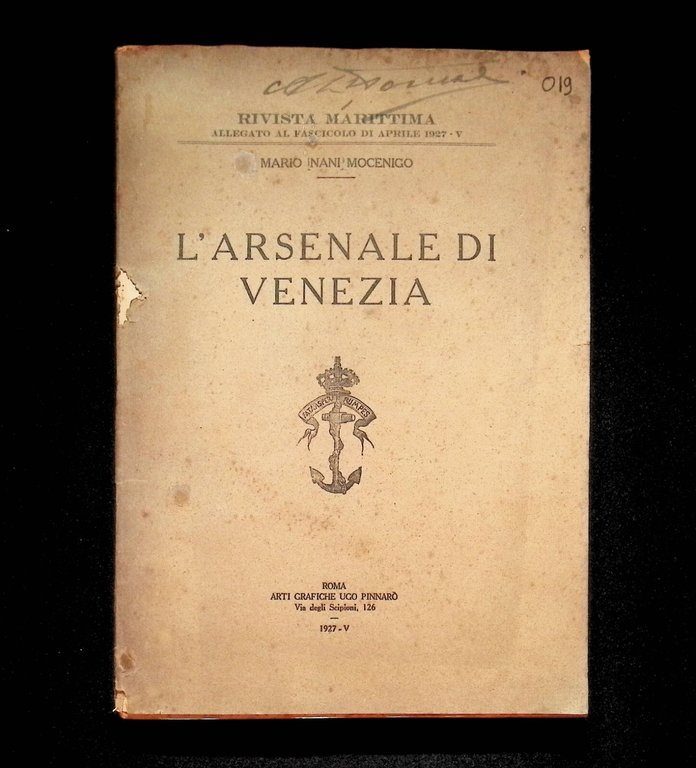 019
RIVISTA MARITTIMA
ALLEGATO AL FASCICOLO DI APRILE 1927 - V
MARIO NANI MOCENIGO
L'ARSENALE DI
VENEZIA
ROMA
ARTI GRAFICHE UGO PINNARÒ
Via degli Scipioni, 126
1927 - V